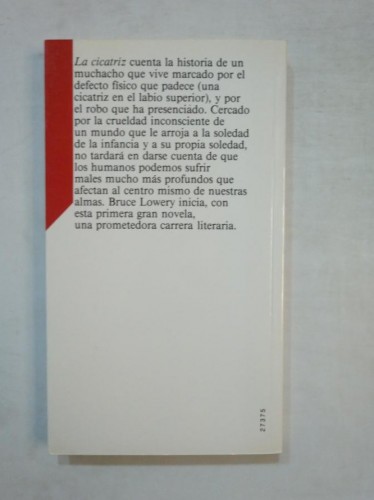 La cicatriz cuenta la historia de un
muchacho que vive marcado por el
defecto físico que padece (una
cicatriz en el labio superior), y por
el robo que ha presenciado. Cercado
por la crueldad inconsciente de
un mundo que le arroja a la soledad
de la infancia y a su propia soledad,
no tardará en darse cuenta de que
los humanos podemos sufrir
males mucho más profundos que
afectan al centro mismo de nuestras
almas. Bruce Lowery inicia, con
esta primera gran novela,
una prometedora carrera literaria.
27375